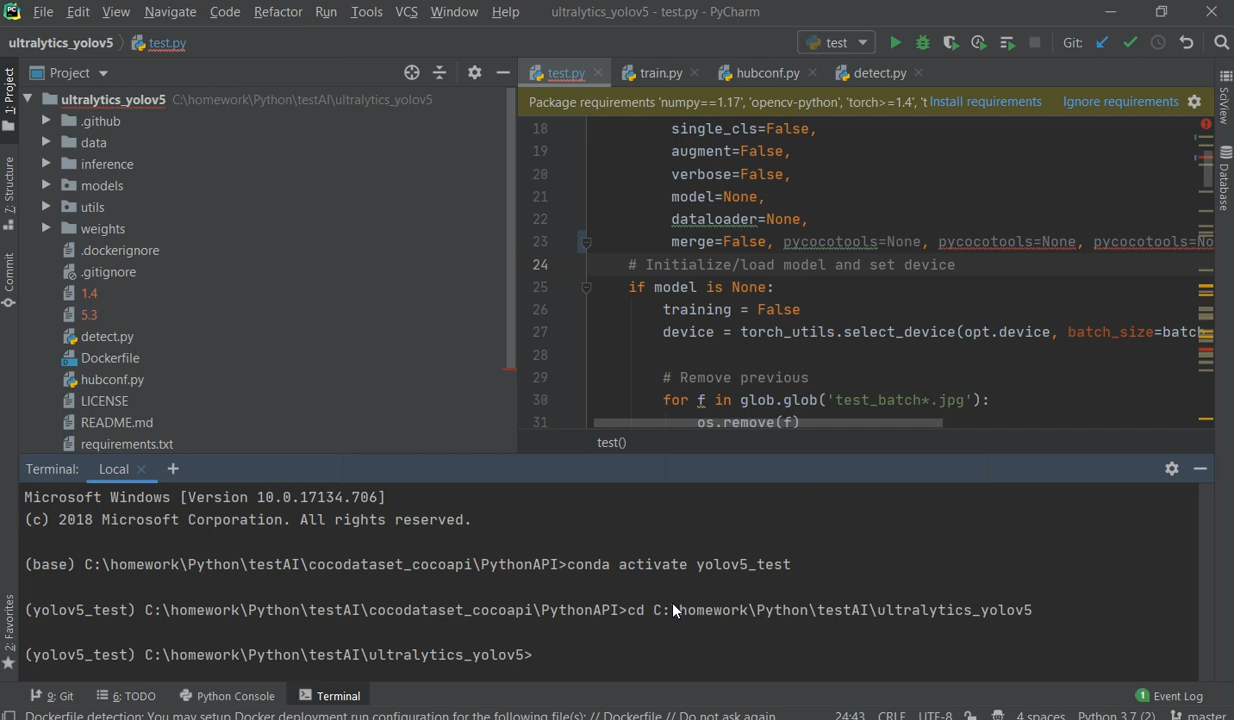 PC File Edit View Navigate Code Refactor Run Tools VCS Window Help ultralytics_yolov5 - test.py - PyCharm
ultralytics_yolov5 test.py test Git:
1: Project
7: Structure
Commit
2: Favorites
Project
ultralytics_yolov5 C:\homework\Python\testAI\ultralytics_yolov5
.github
data
inference
models
utils
weights
.dockerignore
.gitignore
1.4
5.3
detect.py
Dockerfile
hubconf.py
LICENSE
README.md
requirements.txt
test.py train.py hubconf.py detect.py
Package requirements 'numpy==1.17', 'opencv-python', 'torch>=1.4', 't Install requirements Ignore requirements
18 single_cls=False,
19 augment=False,
20 verbose=False,
21 model=None,
22 dataloader=None,
23 merge=False, pycocotools=None, pycocotools=None, pycocotools=No
24 # Initialize/load model and set device
25 if model is None:
26 training = False
27 device = torch_utils.select_device(opt.device, batch_size=batch
28
29 # Remove previous
30 for f in glob.glob('test_batch*.jpg'):
31 os.remove(f)
test()
SciView
Database
Terminal: Local +
Microsoft Windows [Version 10.0.17134.706]
(c) 2018 Microsoft Corporation. All rights reserved.
(base) C:\homework\Python\testAI\cocodataset_cocoapi\PythonAPI>conda activate yolov5_test
(yolov5_test) C:\homework\Python\testAI\cocodataset_cocoapi\PythonAPI>cd C:\homework\Python\testAI\ultralytics_yolov5
(yolov5_test) C:\homework\Python\testAI\ultralytics_yolov5>
9: Git 6: TODO Python Console Terminal 1 Event Log
Dockerfile detection: You may setup Docker deployment run configuration for the following file(s): // Dockerfile // Do not ask again 24:43 CRLF UTF-8 4 spaces Python 3.7 (2) master